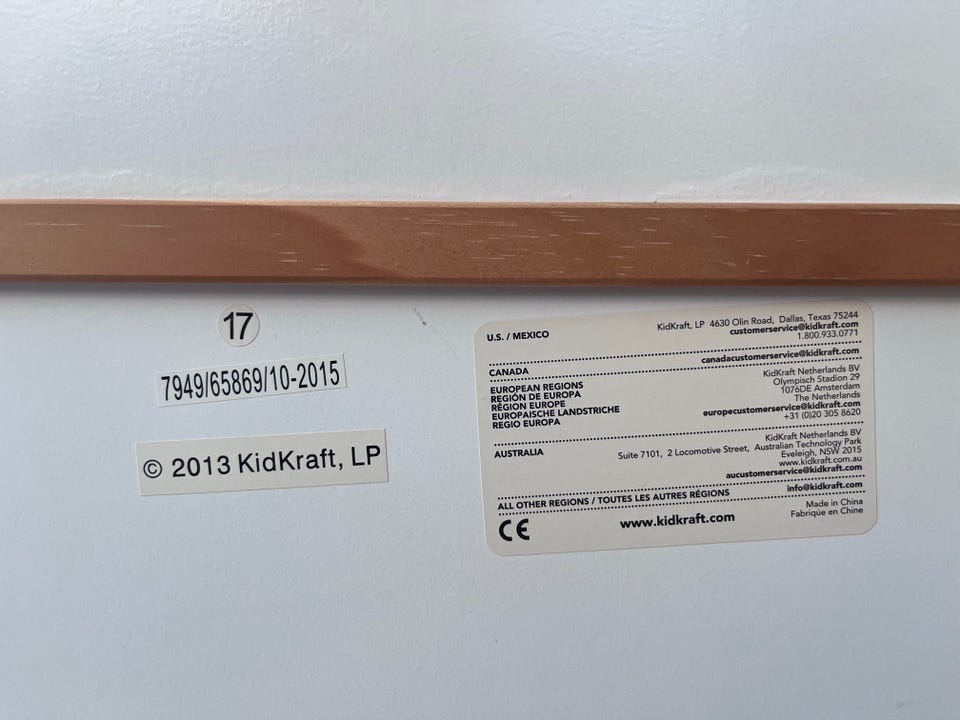 17
7949/65869/10-2015
© 2013 KidKraft, LP
U.S. / MEXICO
KidKraft, LP 4630 Olin Road, Dallas, Texas 75244
customerservice@kidkraft.com
1.800.933.0771
CANADA
canadacustomerservice@kidkraft.com
EUROPEAN REGIONS
REGIÓN DE EUROPA
RÉGION EUROPE
EUROPAISCHE LANDSTRICHE
REGIO EUROPA
KidKraft Netherlands BV
Olympisch Stadion 29
1076DE Amsterdam
The Netherlands
europecustomerservice@kidkraft.com
+31 (0)20 305 8620
AUSTRALIA
KidKraft Netherlands BV
Suite 7101, 2 Locomotive Street, Australian Technology Park
Eveleigh, NSW 2015
www.kidkraft.com.au
aucustomerservice@kidkraft.com
ALL OTHER REGIONS / TOUTES LES AUTRES RÉGIONS
info@kidkraft.com
CE
www.kidkraft.com
Made in China
Fabriqué en Chine